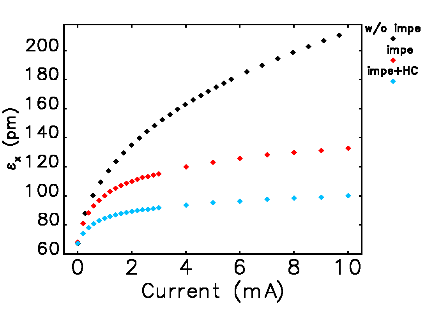 w/o impe
impe
impe+HC
200
180
160
140
120
100
80
60
εx (pm)
0 2 4 6 8 10
Current (mA)